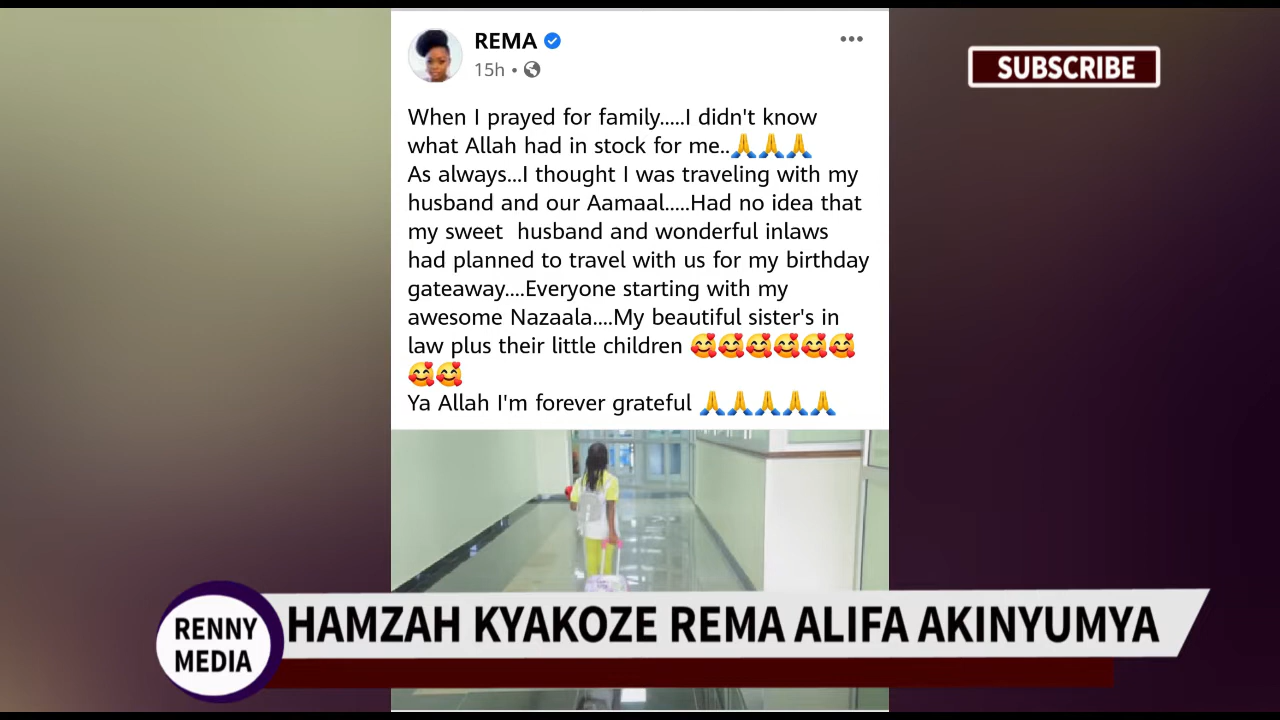 REMA
15h •
SUBSCRIBE
When I prayed for family.....I didn't know
what Allah had in stock for me..🙏🙏🙏
As always...I thought I was traveling with my
husband and our Aamaal.....Had no idea that
my sweet  husband and wonderful inlaws
had planned to travel with us for my birthday
gateaway....Everyone starting with my
awesome Nazaala....My beautiful sister's in
law plus their little children 🥰🥰🥰🥰🥰🥰
🥰🥰
Ya Allah I'm forever grateful 🙏🙏🙏🙏🙏
RENNY
MEDIA
HAMZAH KYAKOZE REMA ALIFA AKINYUMYA